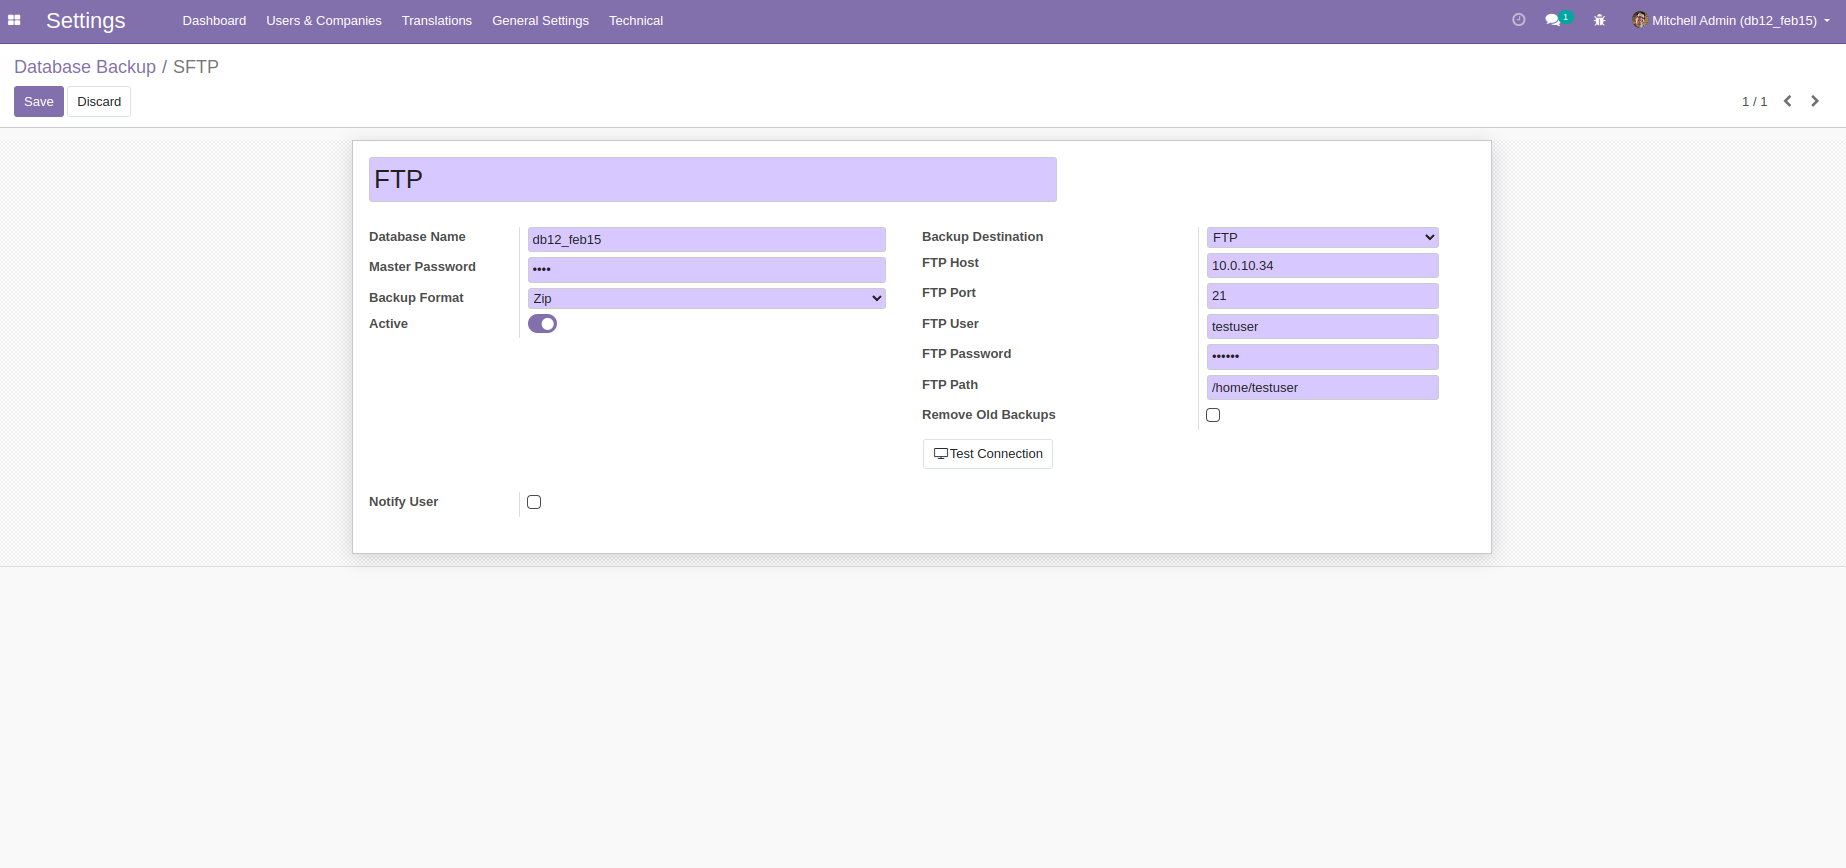 Settings Dashboard Users & Companies Translations General Settings Technical 1 Mitchell Admin (db12_feb15)
Database Backup / SFTP
Save Discard 1 / 1
FTP
Database Name db12_feb15
Master Password ••••
Backup Format Zip
Active
Backup Destination FTP
FTP Host 10.0.10.34
FTP Port 21
FTP User testuser
FTP Password ••••••
FTP Path /home/testuser
Remove Old Backups
Test Connection
Notify User